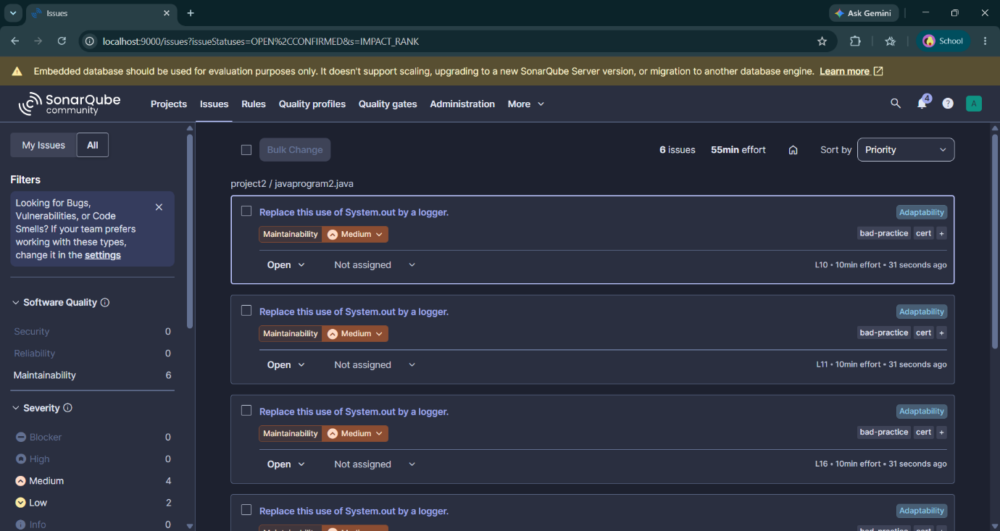 Issues
Ask Gemini
localhost:9000/issues?issueStatuses=OPEN%2CCONFIRMED&s=IMPACT_RANK
School
Embedded database should be used for evaluation purposes only. It doesn't support scaling, upgrading to a new SonarQube Server version, or migration to another database engine. Learn more
SonarQube community
Projects Issues Rules Quality profiles Quality gates Administration More
4
?
A
My Issues All
Filters
Looking for Bugs,
Vulnerabilities, or Code
Smells? If your team prefers
working with these types,
change it in the settings
Software Quality
Security 0
Reliability 0
Maintainability 6
Severity
Blocker 0
High 0
Medium 4
Low 2
Info 0
Bulk Change
6 issues 55min effort Sort by Priority
project2 / javaprogram2.java
Replace this use of System.out by a logger. Adaptability
Maintainability Medium bad-practice cert +
Open Not assigned L10 • 10min effort • 31 seconds ago
Replace this use of System.out by a logger. Adaptability
Maintainability Medium bad-practice cert +
Open Not assigned L11 • 10min effort • 31 seconds ago
Replace this use of System.out by a logger. Adaptability
Maintainability Medium bad-practice cert +
Open Not assigned L16 • 10min effort • 31 seconds ago
Replace this use of System.out by a logger. Adaptability